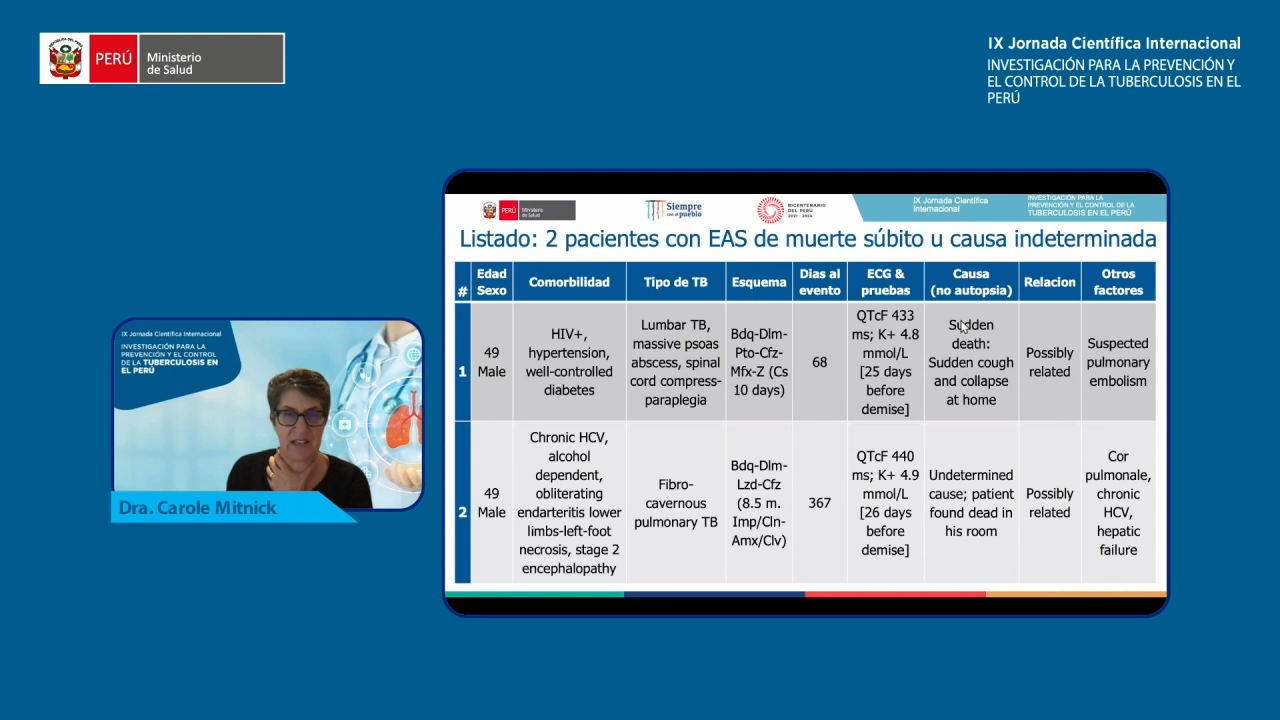 PERÚ
Ministerio
de Salud
IX Jornada Científica Internacional
INVESTIGACIÓN PARA LA PREVENCIÓN Y
EL CONTROL DE LA TUBERCULOSIS EN EL
PERÚ
IX Jornada Científica Internacional
INVESTIGACIÓN PARA LA
PREVENCIÓN Y EL CONTROL
DE LA TUBERCULOSIS EN
EL PERÚ
Dra. Carole Mitnick
PERÚ
Ministerio
de Salud
Siempre
con el pueblo
BICENTENARIO
DEL PERÚ
2021 - 2024
IX Jornada Científica
Internacional
INVESTIGACIÓN PARA LA
PREVENCIÓN Y EL CONTROL DE LA
TUBERCULOSIS EN EL PERÚ
Listado: 2 pacientes con EAS de muerte súbito u causa indeterminada
#
Edad
Sexo
Comorbilidad
Tipo de TB
Esquema
Dias al
evento
ECG &
pruebas
Causa
(no autopsia)
Relacion
Otros
factores
1
49
Male
HIV+,
hypertension,
well-controlled
diabetes
Lumbar TB,
massive psoas
abscess, spinal
cord compress-
paraplegia
Bdq-Dlm-
Pto-Cfz-
Mfx-Z (Cs
10 days)
68
QTcF 433
ms; K+ 4.8
mmol/L
[25 days
before
demise]
Sudden
death:
Sudden cough
and collapse
at home
Possibly
related
Suspected
pulmonary
embolism
2
49
Male
Chronic HCV,
alcohol
dependent,
obliterating
endarteritis lower
limbs-left-foot
necrosis, stage 2
encephalopathy
Fibro-
cavernous
pulmonary TB
Bdq-Dlm-
Lzd-Cfz
(8.5 m.
Imp/Cln-
Amx/Clv)
367
QTcF 440
ms; K+ 4.9
mmol/L
[26 days
before
demise]
Undetermined
cause; patient
found dead in
his room
Possibly
related
Cor
pulmonale,
chronic
HCV,
hepatic
failure